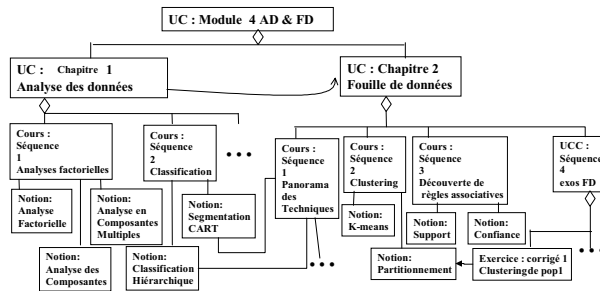 UC : Module 4 AD & FD
UC : Chapitre 1
Analyse des données
UC : Chapitre 2
Fouille de données
Cours :
Séquence
1
Analyses factorielles
Cours :
Séquence
2
Classification
Cours :
Séquence
1
Panorama
des
Techniques
Cours :
Séquence
2
Clustering
Cours :
Séquence
3
Découverte de
règles associatives
UCC :
Séquence
4
exos FD
Notion:
Analyse
Factorielle
Notion:
Analyse en
Composantes
Multiples
Notion:
Segmentation
CART
Notion:
K-means
Notion:
Support
Notion:
Confiance
Notion:
Analyse des
Composantes
Notion:
Classification
Hiérarchique
Notion:
Partitionnement
Exercice : corrigé 1
Clustering de pop1